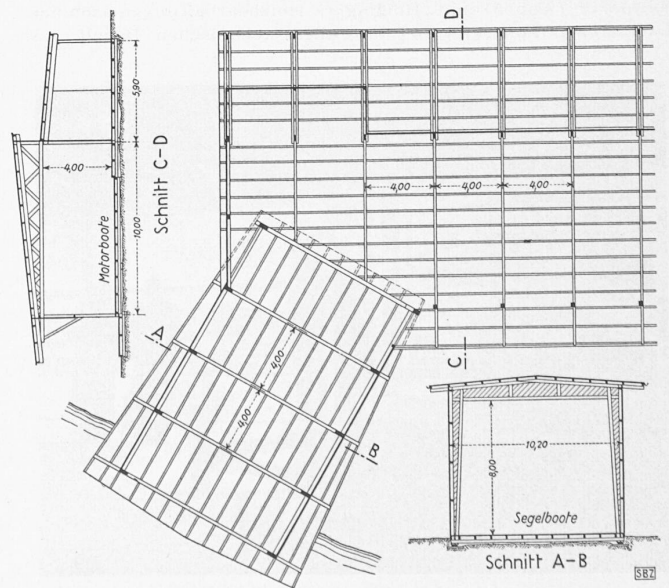 D
5,90
4,00
Schnitt C-D
Motorboote
10,00
4,00 4,00 4,00
A
4,00
4,00
B
C
10,20
8,00
Segelboote
Schnitt A-B
SBZ